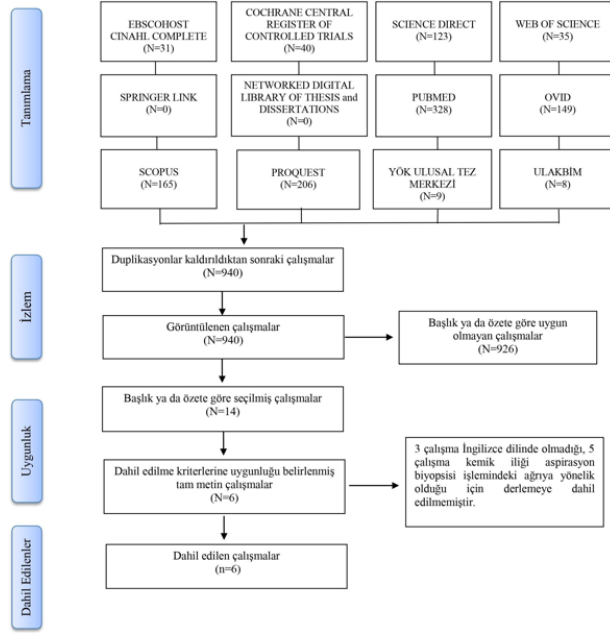 Tanımlama
EBSCOHOST
CINAHL COMPLETE
(N=31)
COCHRANE CENTRAL
REGISTER OF
CONTROLLED TRIALS
(N=40)
SCIENCE DIRECT
(N=123)
WEB OF SCIENCE
(N=35)
SPRINGER LINK
(N=0)
NETWORKED DIGITAL
LIBRARY OF THESIS and
DISSERTATIONS
(N=0)
PUBMED
(N=328)
OVID
(N=149)
SCOPUS
(N=165)
PROQUEST
(N=206)
YÖK ULUSAL TEZ
MERKEZİ
(N=9)
ULAKBİM
(N=8)
İzlem
Duplikasyonlar kaldırıldıktan sonraki çalışmalar
(N=940)
Görüntülenen çalışmalar
(N=940)
Başlık ya da özete göre uygun
olmayan çalışmalar
(N=926)
Uygunluk
Başlık ya da özete göre seçilmiş çalışmalar
(N=14)
Dahil edilme kriterlerine uygunluğu belirlenmiş
tam metin çalışmalar
(N=6)
3 çalışma İngilizce dilinde olmadığı, 5
çalışma kemik iliği aspirasyon
biyopsisi işlemindeki ağrıya yönelik
olduğu için derlemeye dahil
edilmemiştir.
Dahil Edilenler
Dahil edilen çalışmalar
(n=6)